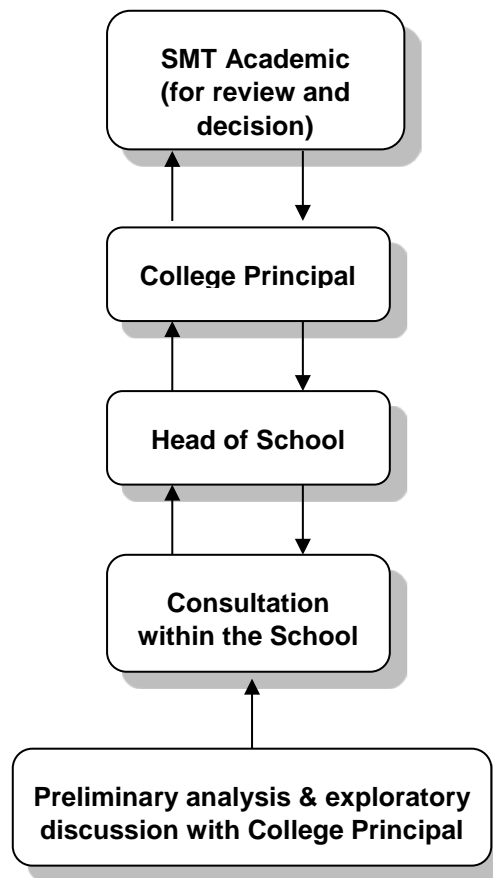 SMT Academic
(for review and
decision)
College Principal
Head of School
Consultation
within the School
Preliminary analysis & exploratory
discussion with College Principal